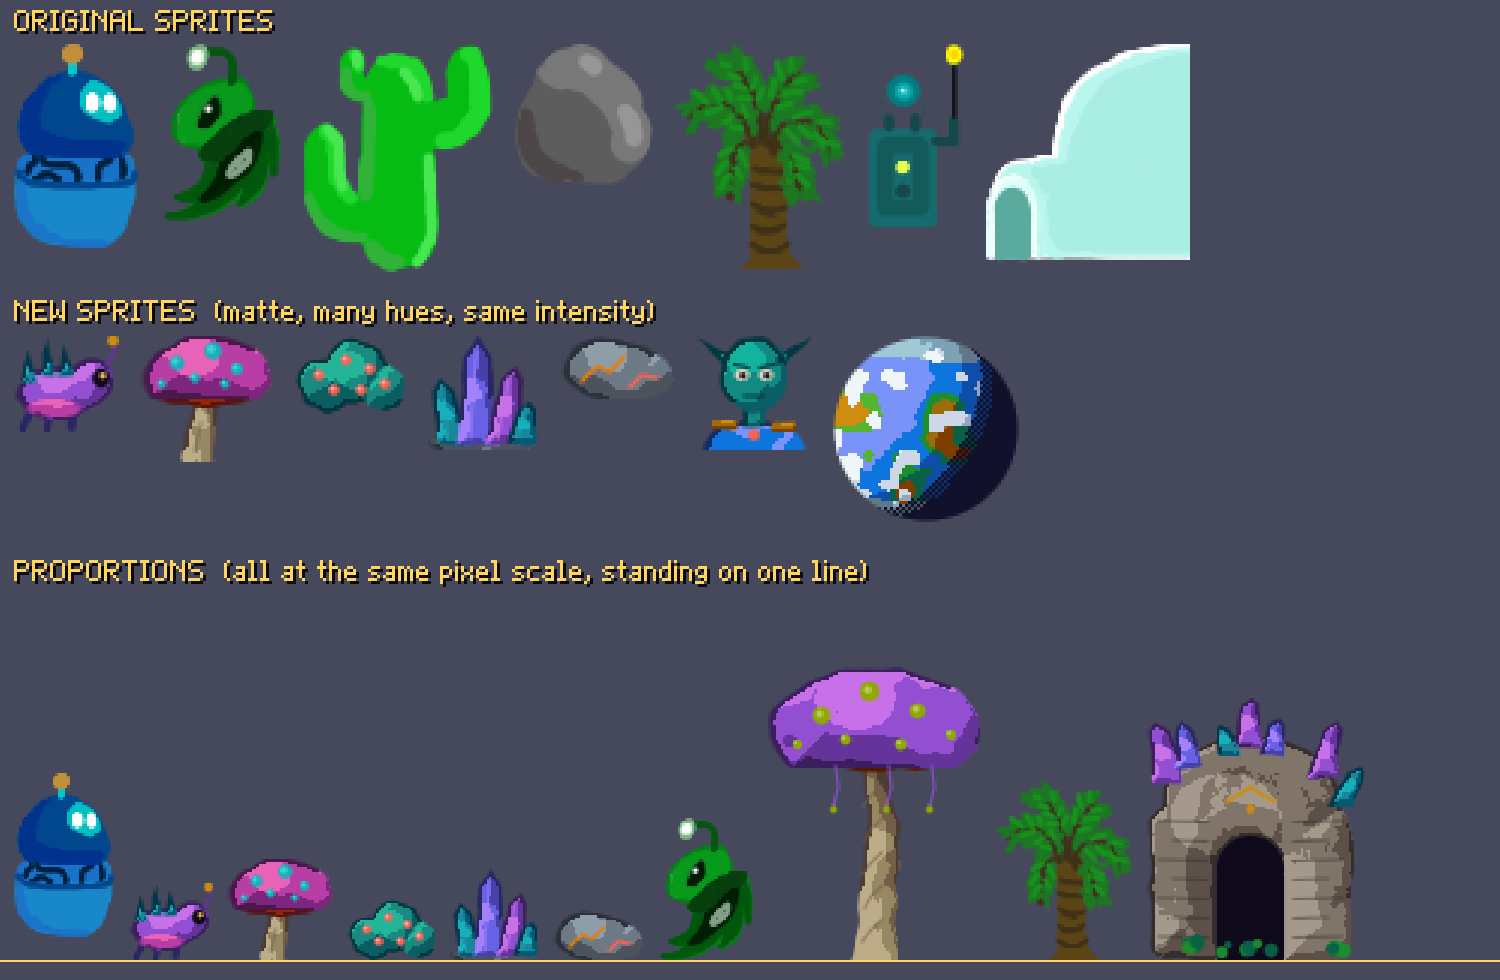 ORIGINAL SPRITES
NEW SPRITES (matte, many hues, same intensity)
PROPORTIONS (all at the same pixel scale, standing on one line)